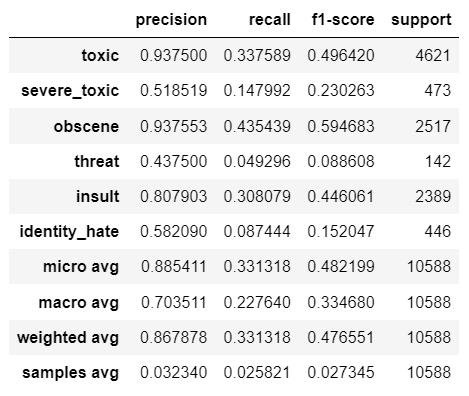 precision recall f1-score support
toxic 0.937500 0.337589 0.496420 4621
severe_toxic 0.518519 0.147992 0.230263 473
obscene 0.937553 0.435439 0.594683 2517
threat 0.437500 0.049296 0.088608 142
insult 0.807903 0.308079 0.446061 2389
identity_hate 0.582090 0.087444 0.152047 446
micro avg 0.885411 0.331318 0.482199 10588
macro avg 0.703511 0.227640 0.334680 10588
weighted avg 0.867878 0.331318 0.476551 10588
samples avg 0.032340 0.025821 0.027345 10588